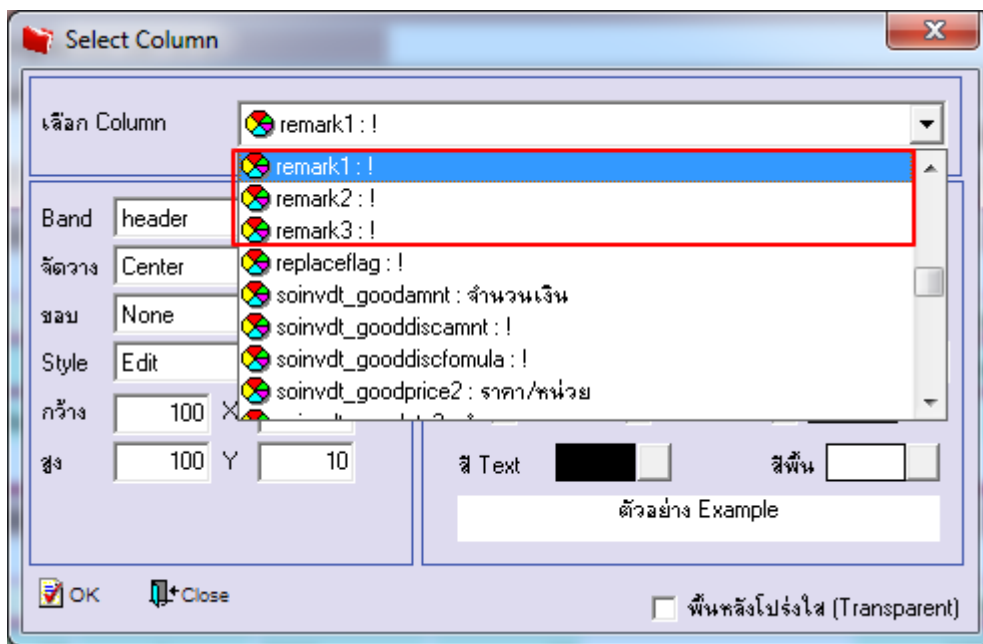 Select Column
เลือก Column
remark1 : !
remark1 : !
remark2 : !
remark3 : !
replaceflag : !
soinvdt_goodamnt : จำนวนเงิน
soinvdt_gooddiscamnt : !
soinvdt_gooddiscfomula : !
soinvdt_goodprice2 : ราคา/หน่วย
Band header
จัดวาง Center
ขอบ None
Style Edit
กว้าง 100 X
สูง 100 Y 10
สี Text สีพื้น
ตัวอย่าง Example
OK Close
พื้นหลังโปร่งใส (Transparent)